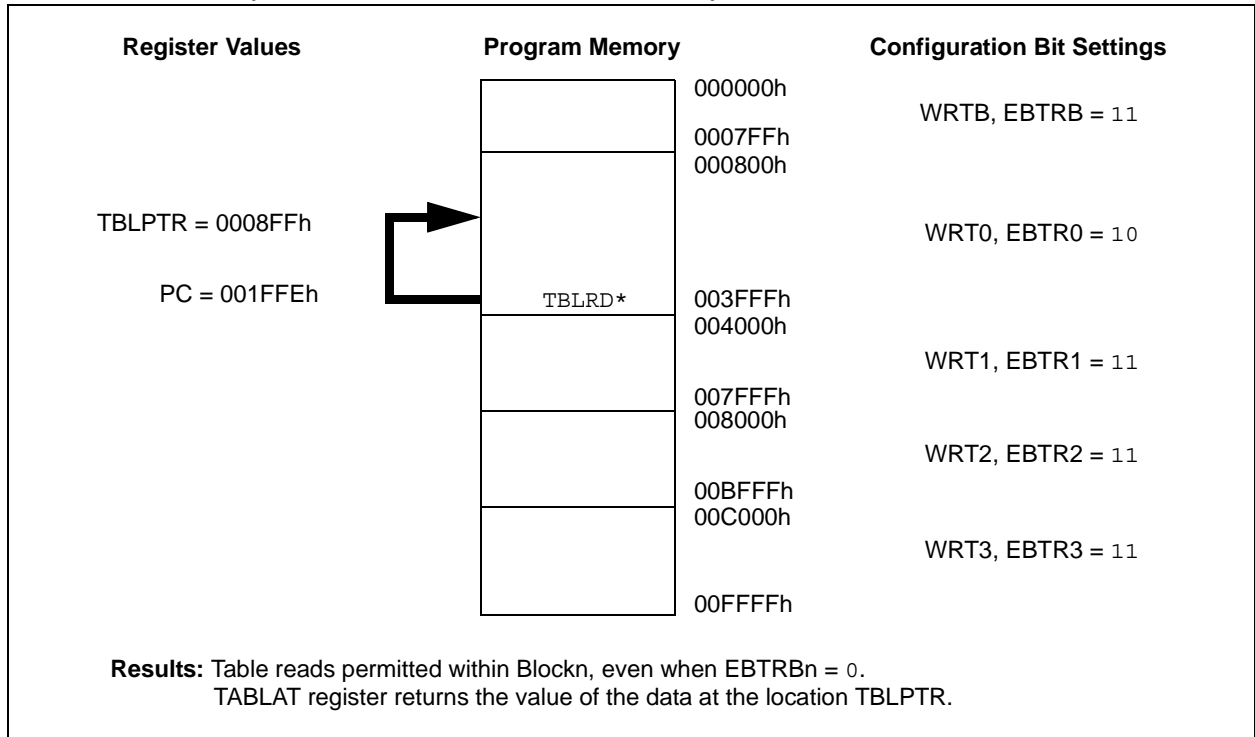 Register Values Program Memory Configuration Bit Settings
000000h
WRTB, EBTRB = 11
0007FFh
000800h
TBLPTR = 0008FFh
WRT0, EBTR0 = 10
PC = 001FFEh
TBLRD* 003FFFh
004000h
WRT1, EBTR1 = 11
007FFFh
008000h
WRT2, EBTR2 = 11
00BFFFh
00C000h
WRT3, EBTR3 = 11
00FFFFh
Results: Table reads permitted within Blockn, even when EBTRBn = 0.
TABLAT register returns the value of the data at the location TBLPTR.